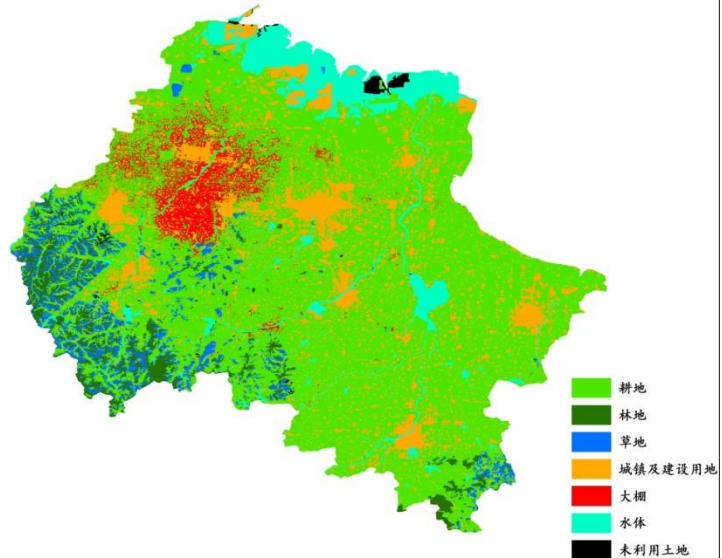 耕地
林地
草地
城镇及建设用地
大棚
水体
未利用土地